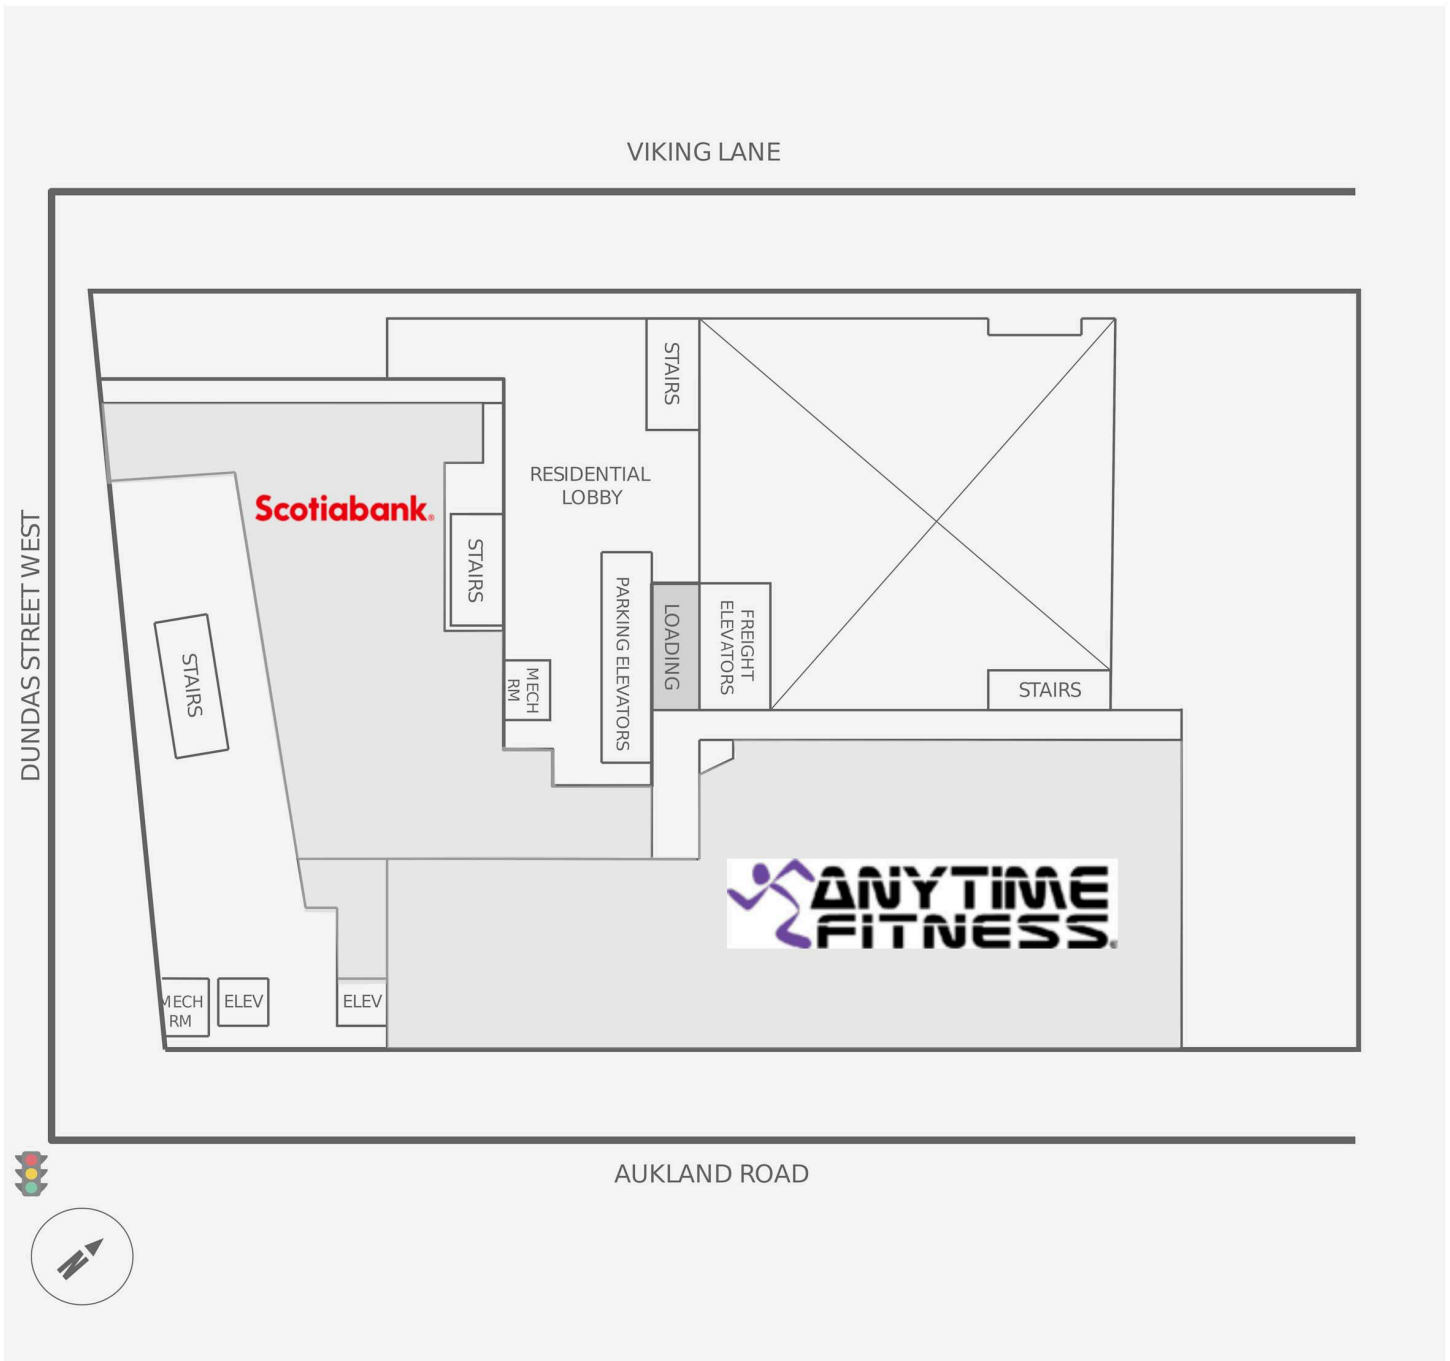 VIKING LANE
STAIRS
RESIDENTIAL
LOBBY
Scotiabank®
DUNDAS STREET WEST
STAIRS
PARKING ELEVATORS
LOADING
FREIGHT
ELEVATORS
STAIRS
MECH
RM
STAIRS
ANYTIME
FITNESS®
MECH
RM
ELEV
ELEV
AUKLAND ROAD
N